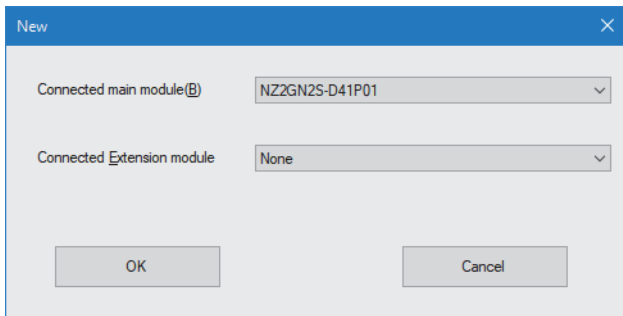 New
Connected main module(B) NZ2GN2S-D41P01
Connected Extension module None
OK Cancel